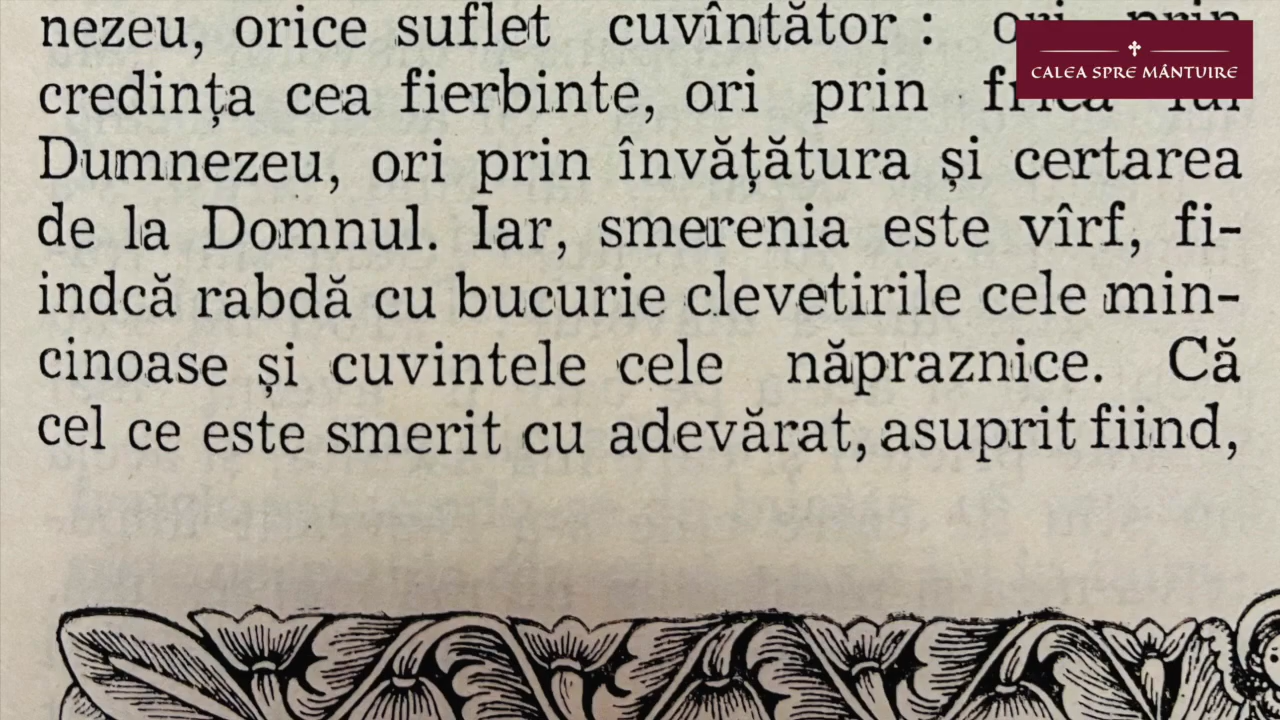 nezeu, orice suflet cuvîntător : ori prin
CALEA SPRE MÂNTUIRE
credința cea fierbinte, ori prin frica lui
Dumnezeu, ori prin învățătura și certarea
de la Domnul. Iar, smerenia este vîrf, fi-
indcă rabdă cu bucurie clevetirile cele min-
cinoase și cuvintele cele năpraznice. Că
cel ce este smerit cu adevărat, asuprit fiind,